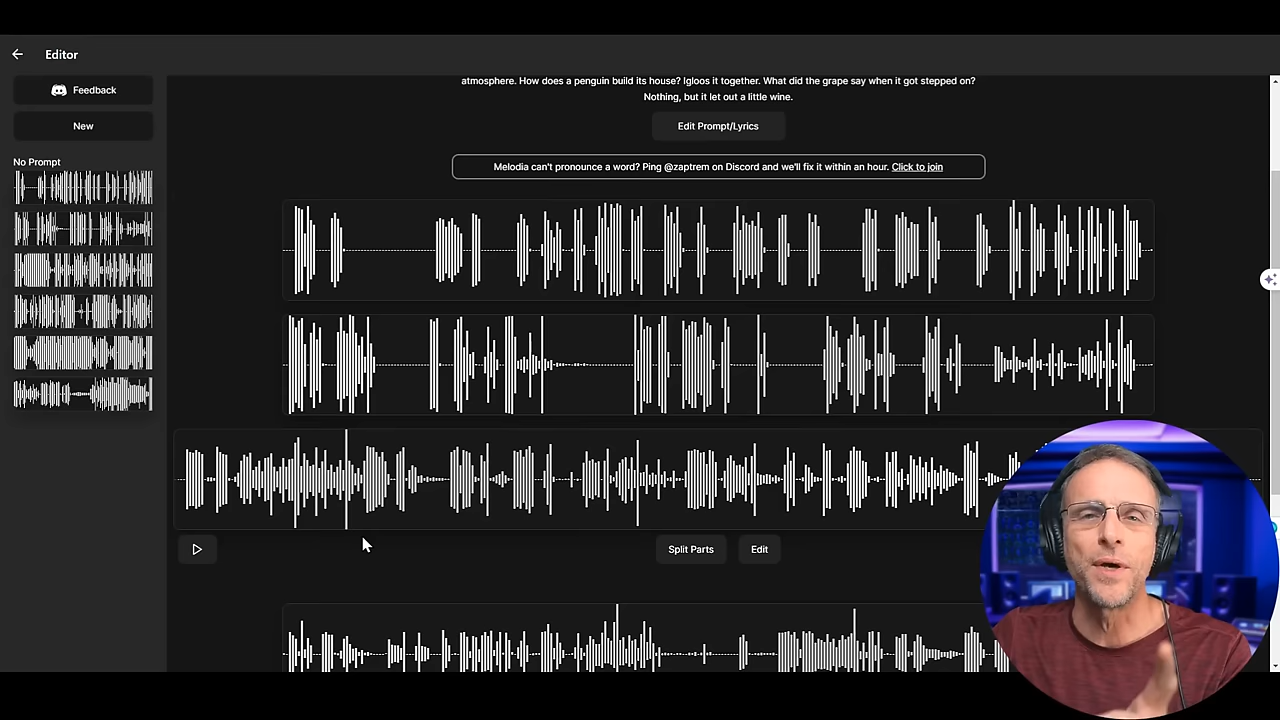 Editor
Feedback
New
No Prompt
atmosphere. How does a penguin build its house? Igloos it together. What did the grape say when it got stepped on?
Nothing, but it let out a little wine.
Edit Prompt/Lyrics
Melodia can't pronounce a word? Ping @zaptrem on Discord and we'll fix it within an hour. Click to join
Split Parts
Edit